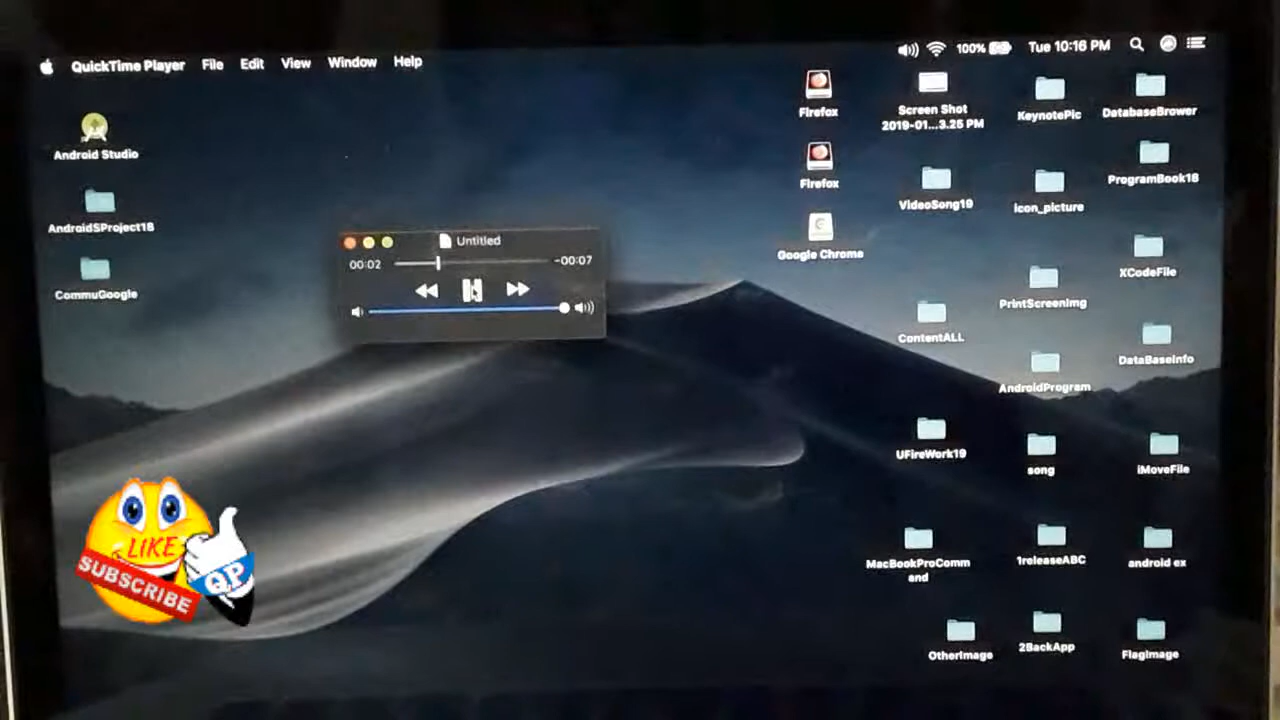 QuickTime Player File Edit View Window Help
100% Tue 10:16 PM
Android Studio
AndroidSProject18
CommuGoogle
Untitled
00:02 -00:07
Firefox
Firefox
Google Chrome
Screen Shot
2019-01...3.25 PM
VideoSong19
ContentALL
UFireWork19
MacBookProComm
and
OtherImage
KeynotePic
icon_picture
PrintScreenImg
AndroidProgram
song
1releaseABC
2BackApp
DatabaseBrower
ProgramBook18
XCodeFile
DataBaseInfo
iMoveFile
android ex
FlagImage
LIKE
SUBSCRIBE
QP